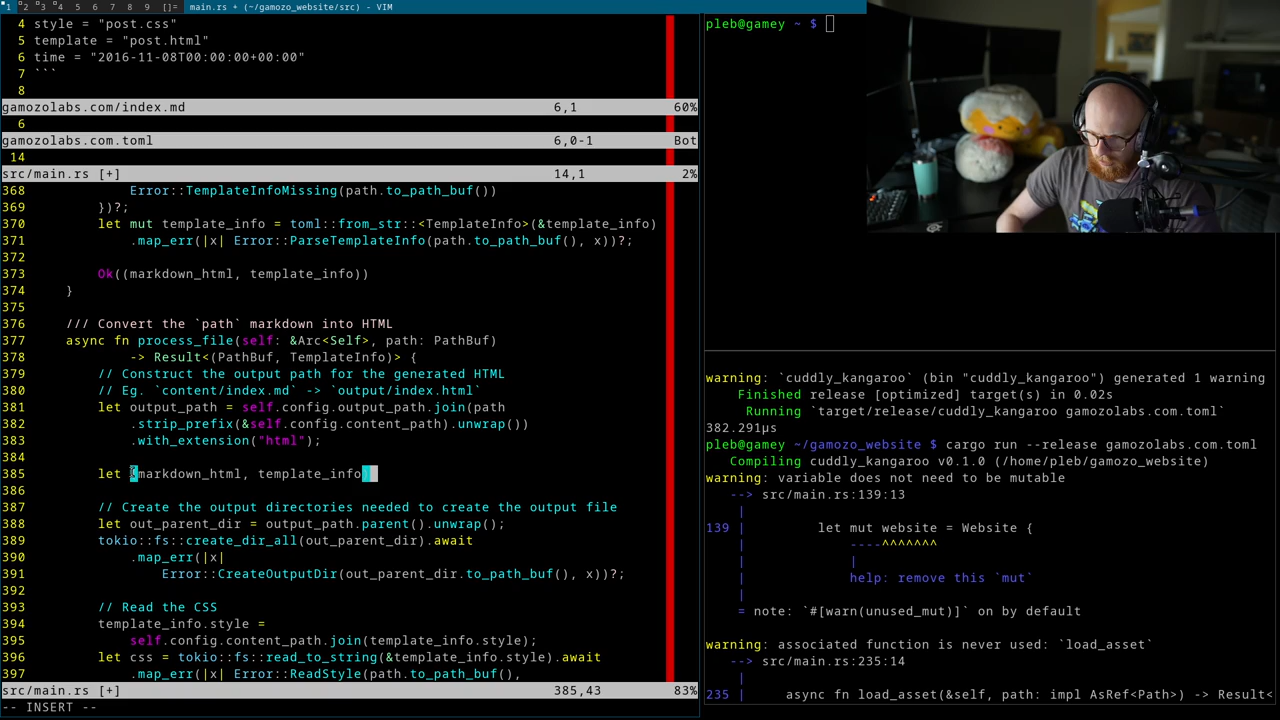 1 2 3 4 5 6 7 8 9 []= main.rs + (~/gamozo_website/src) - VIM
4 style = "post.css"
5 template = "post.html"
6 time = "2016-11-08T00:00:00+00:00"
7 ```
8
gamozolabs.com/index.md 6,1 60%
6
gamozolabs.com.toml 6,0-1 Bot
14
src/main.rs [+] 14,1 2%
368 Error::TemplateInfoMissing(path.to_path_buf())
369 })?;
370 let mut template_info = toml::from_str::<TemplateInfo>(&template_info)
371 .map_err(|x| Error::ParseTemplateInfo(path.to_path_buf(), x))?;
372
373 Ok((markdown_html, template_info))
374 }
375
376 /// Convert the `path` markdown into HTML
377 async fn process_file(self: &Arc<Self>, path: PathBuf)
378 -> Result<(PathBuf, TemplateInfo)> {
379 // Construct the output path for the generated HTML
380 // Eg. `content/index.md` -> `output/index.html`
381 let output_path = self.config.output_path.join(path
382 .strip_prefix(&self.config.content_path).unwrap())
383 .with_extension("html");
384
385 let (markdown_html, template_info)
386
387 // Create the output directories needed to create the output file
388 let out_parent_dir = output_path.parent().unwrap();
389 tokio::fs::create_dir_all(out_parent_dir).await
390 .map_err(|x|
391 Error::CreateOutputDir(out_parent_dir.to_path_buf(), x))?;
392
393 // Read the CSS
394 template_info.style =
395 self.config.content_path.join(template_info.style);
396 let css = tokio::fs::read_to_string(&template_info.style).await
397 .map_err(|x| Error::ReadStyle(path.to_path_buf(),
src/main.rs [+] 385,43 83%
-- INSERT --
pleb@gamey ~ $
warning: `cuddly_kangaroo` (bin "cuddly_kangaroo") generated 1 warning
Finished release [optimized] target(s) in 0.02s
Running `target/release/cuddly_kangaroo gamozolabs.com.toml`
382.291µs
pleb@gamey ~/gamozo_website $ cargo run --release gamozolabs.com.toml
Compiling cuddly_kangaroo v0.1.0 (/home/pleb/gamozo_website)
warning: variable does not need to be mutable
--> src/main.rs:139:13
|
139 | let mut website = Website {
| ----^^^^^^^
| |
| help: remove this `mut`
|
= note: `#[warn(unused_mut)]` on by default
warning: associated function is never used: `load_asset`
--> src/main.rs:235:14
|
235 | async fn load_asset(&self, path: impl AsRef<Path>) -> Result<